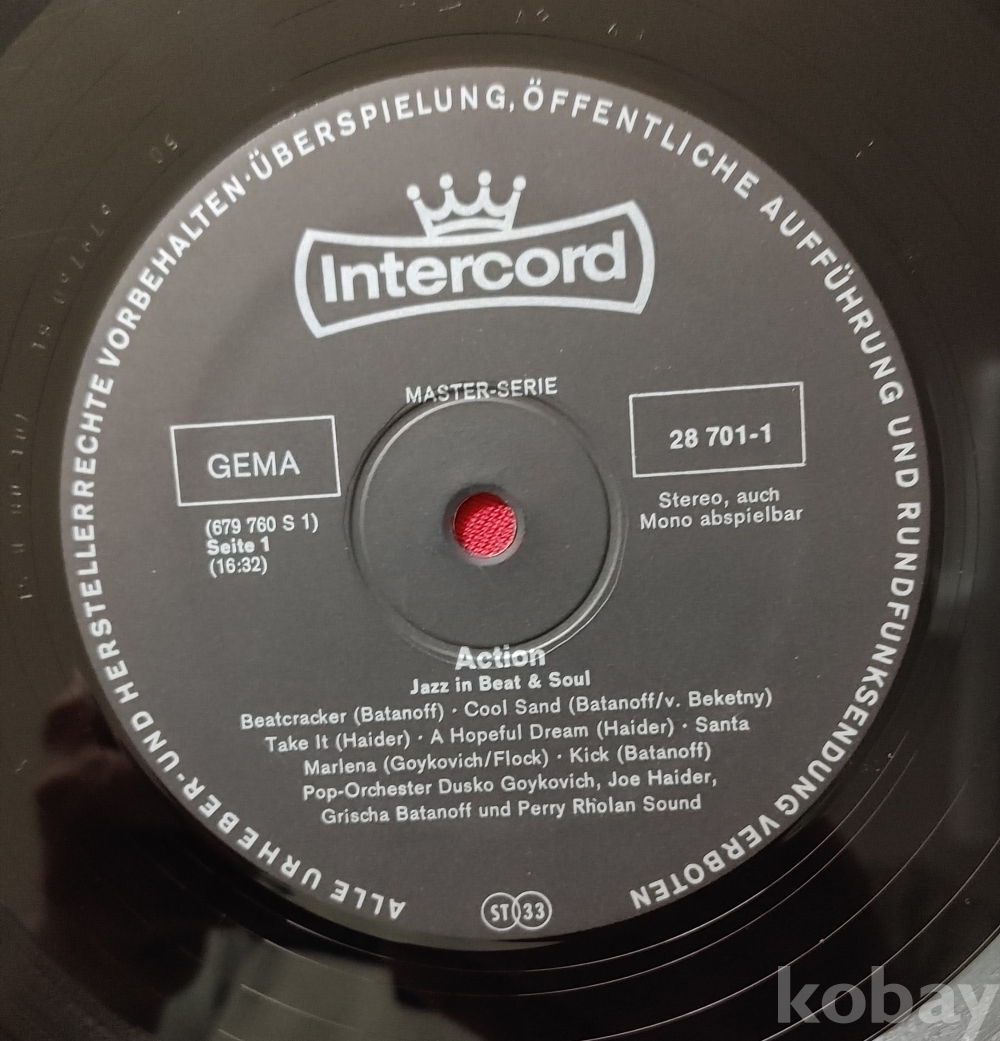 ALLE URHEBER- UND HERSTELLERRECHTE VORBEHALTEN · ÜBERSPIELUNG, ÖFFENTLICHE AUFFÜHRUNG UND RUNDFUNKSENDUNG VERBOTEN
Intercord
MASTER-SERIE
GEMA
28 701-1
(679 760 S 1)
Seite 1
(16:32)
Stereo, auch
Mono abspielbar
Action
Jazz in Beat & Soul
Beatcracker (Batanoff) · Cool Sand (Batanoff/v. Beketny)
Take It (Haider) · A Hopeful Dream (Haider) · Santa
Marlena (Goykovich/Flock) · Kick (Batanoff)
Pop-Orchester Dusko Goykovich, Joe Haider,
Grischa Batanoff und Perry Rholan Sound
ST 33
kobay